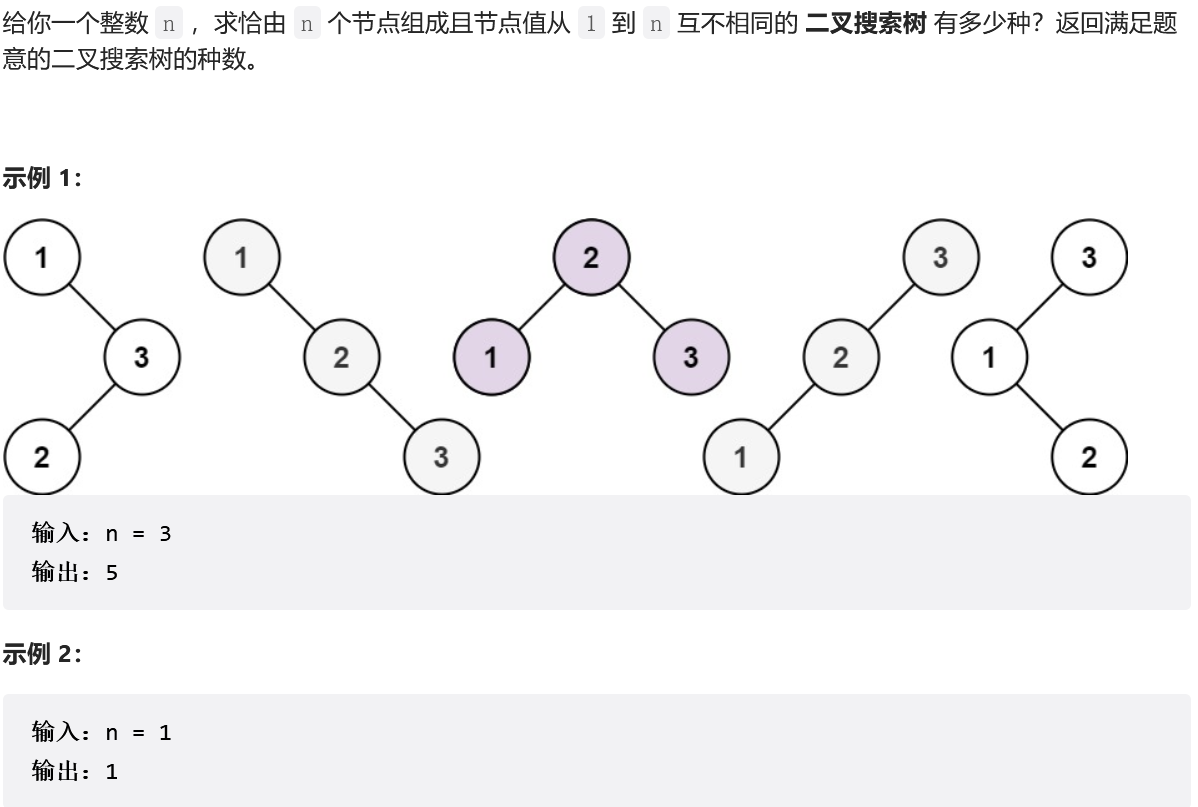 给你一个整数 n ，求恰由 n 个节点组成且节点值从 1 到 n 互不相同的 二叉搜索树 有多少种？返回满足题
意的二叉搜索树的种数。
示例 1：
1 1 2 3 3
3 2 1 3 2 1
2 3 1 2
输入：n = 3
输出：5
示例 2：
输入：n = 1
输出：1